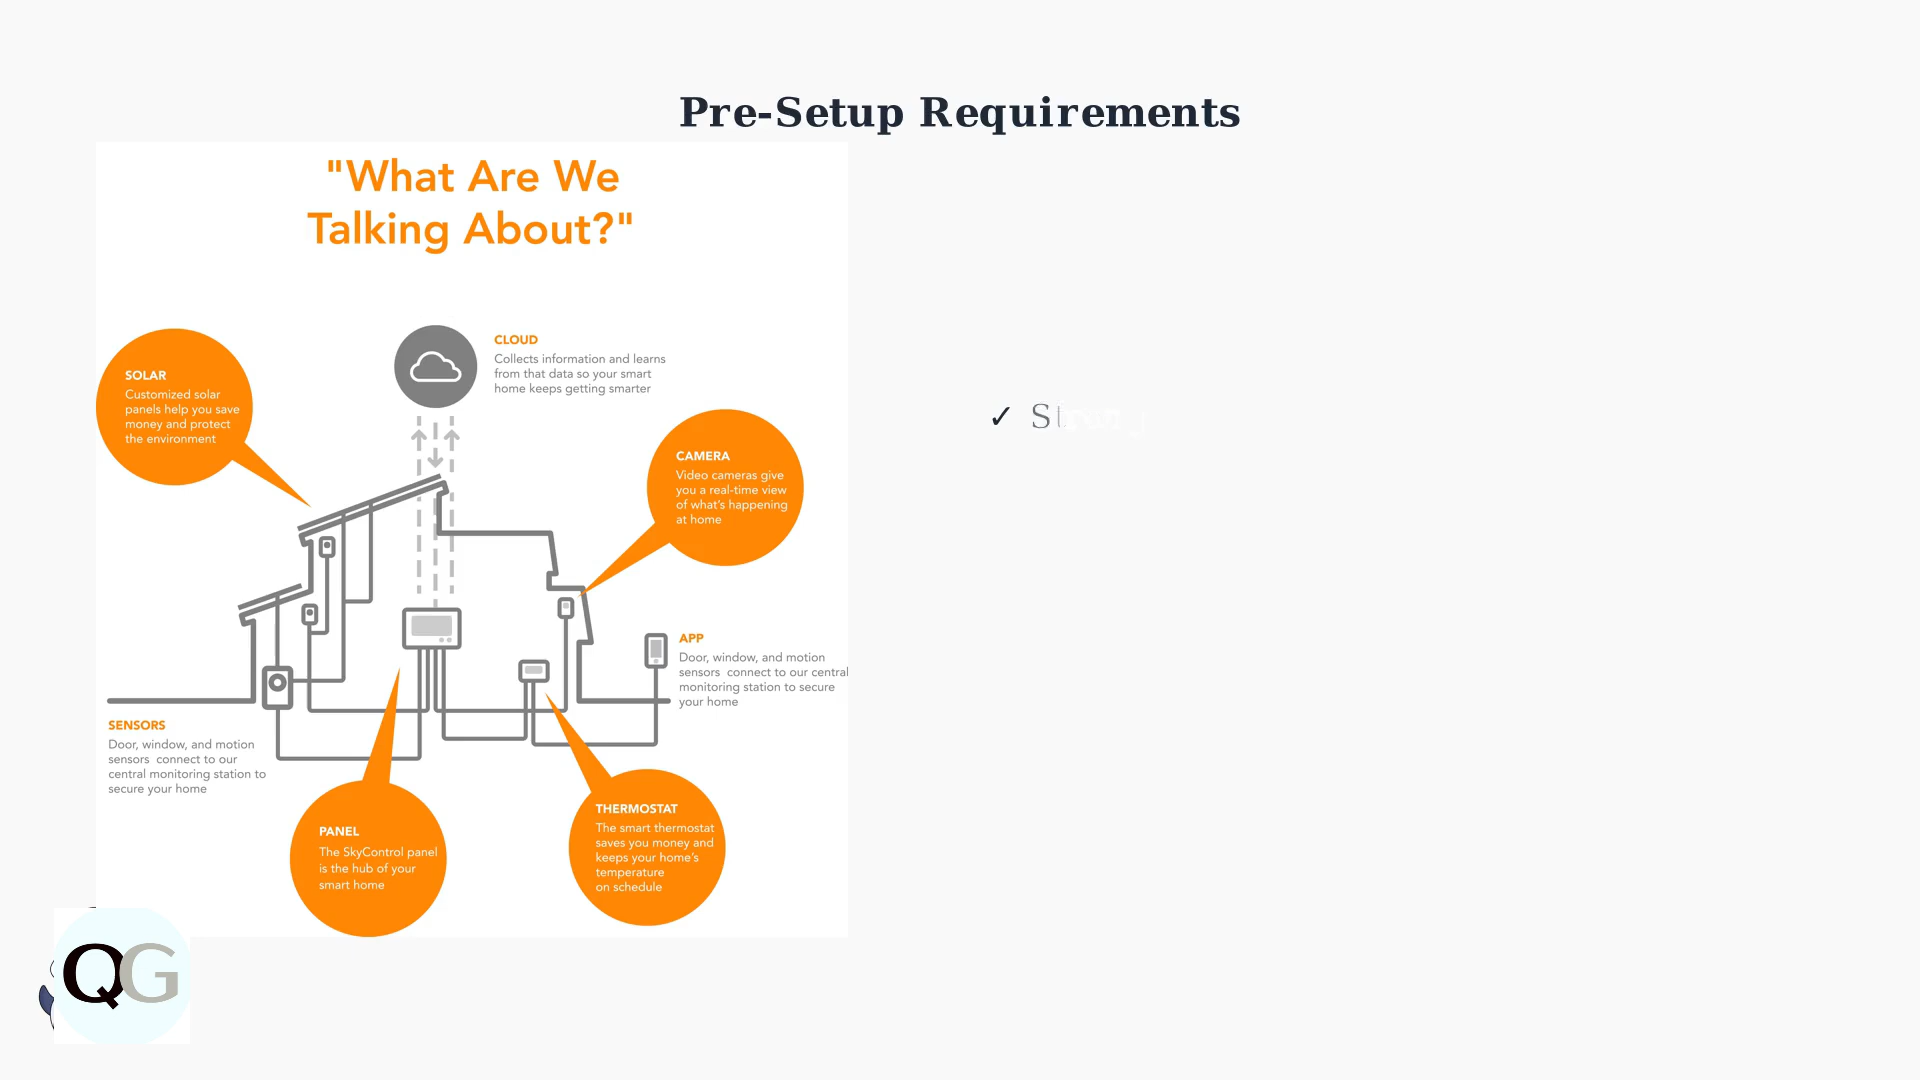 Pre-Setup Requirements
"What Are We
Talking About?"
CLOUD
Collects information and learns
from that data so your smart
home keeps getting smarter
SOLAR
Customized solar
panels help you save
money and protect
the environment
✓ Strong
CAMERA
Video cameras give
you a real-time view
of what's happening
at home
APP
Door, window, and motion
sensors connect to our central
monitoring station to secure
your home
SENSORS
Door, window, and motion
sensors connect to our
central monitoring station to
secure your home
PANEL
The SkyControl panel
is the hub of your
smart home
THERMOSTAT
The smart thermostat
saves you money and
keeps your home's
temperature
on schedule
QG